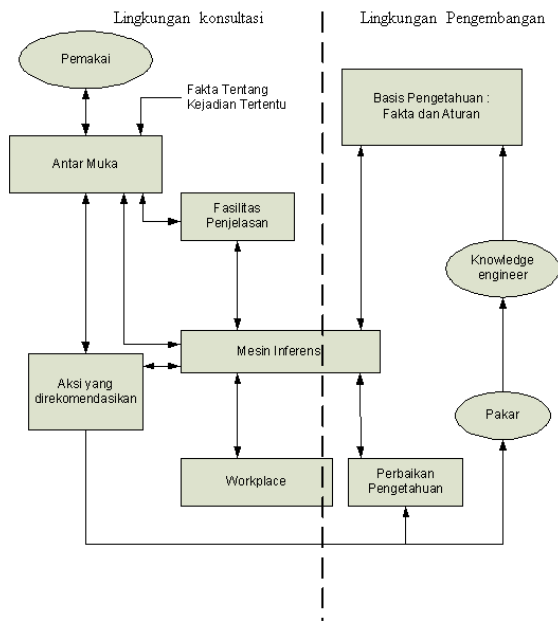 Lingkungan konsultasi
Lingkungan Pengembangan
Pemakai
Fakta Tentang
Kejadian Tertentu
Basis Pengetahuan :
Fakta dan Aturan
Antar Muka
Fasilitas
Penjelasan
Knowledge
engineer
Mesin Inferens
Aksi yang
direkomendasikan
Pakar
Workplace
Perbaikan
Pengetahuan